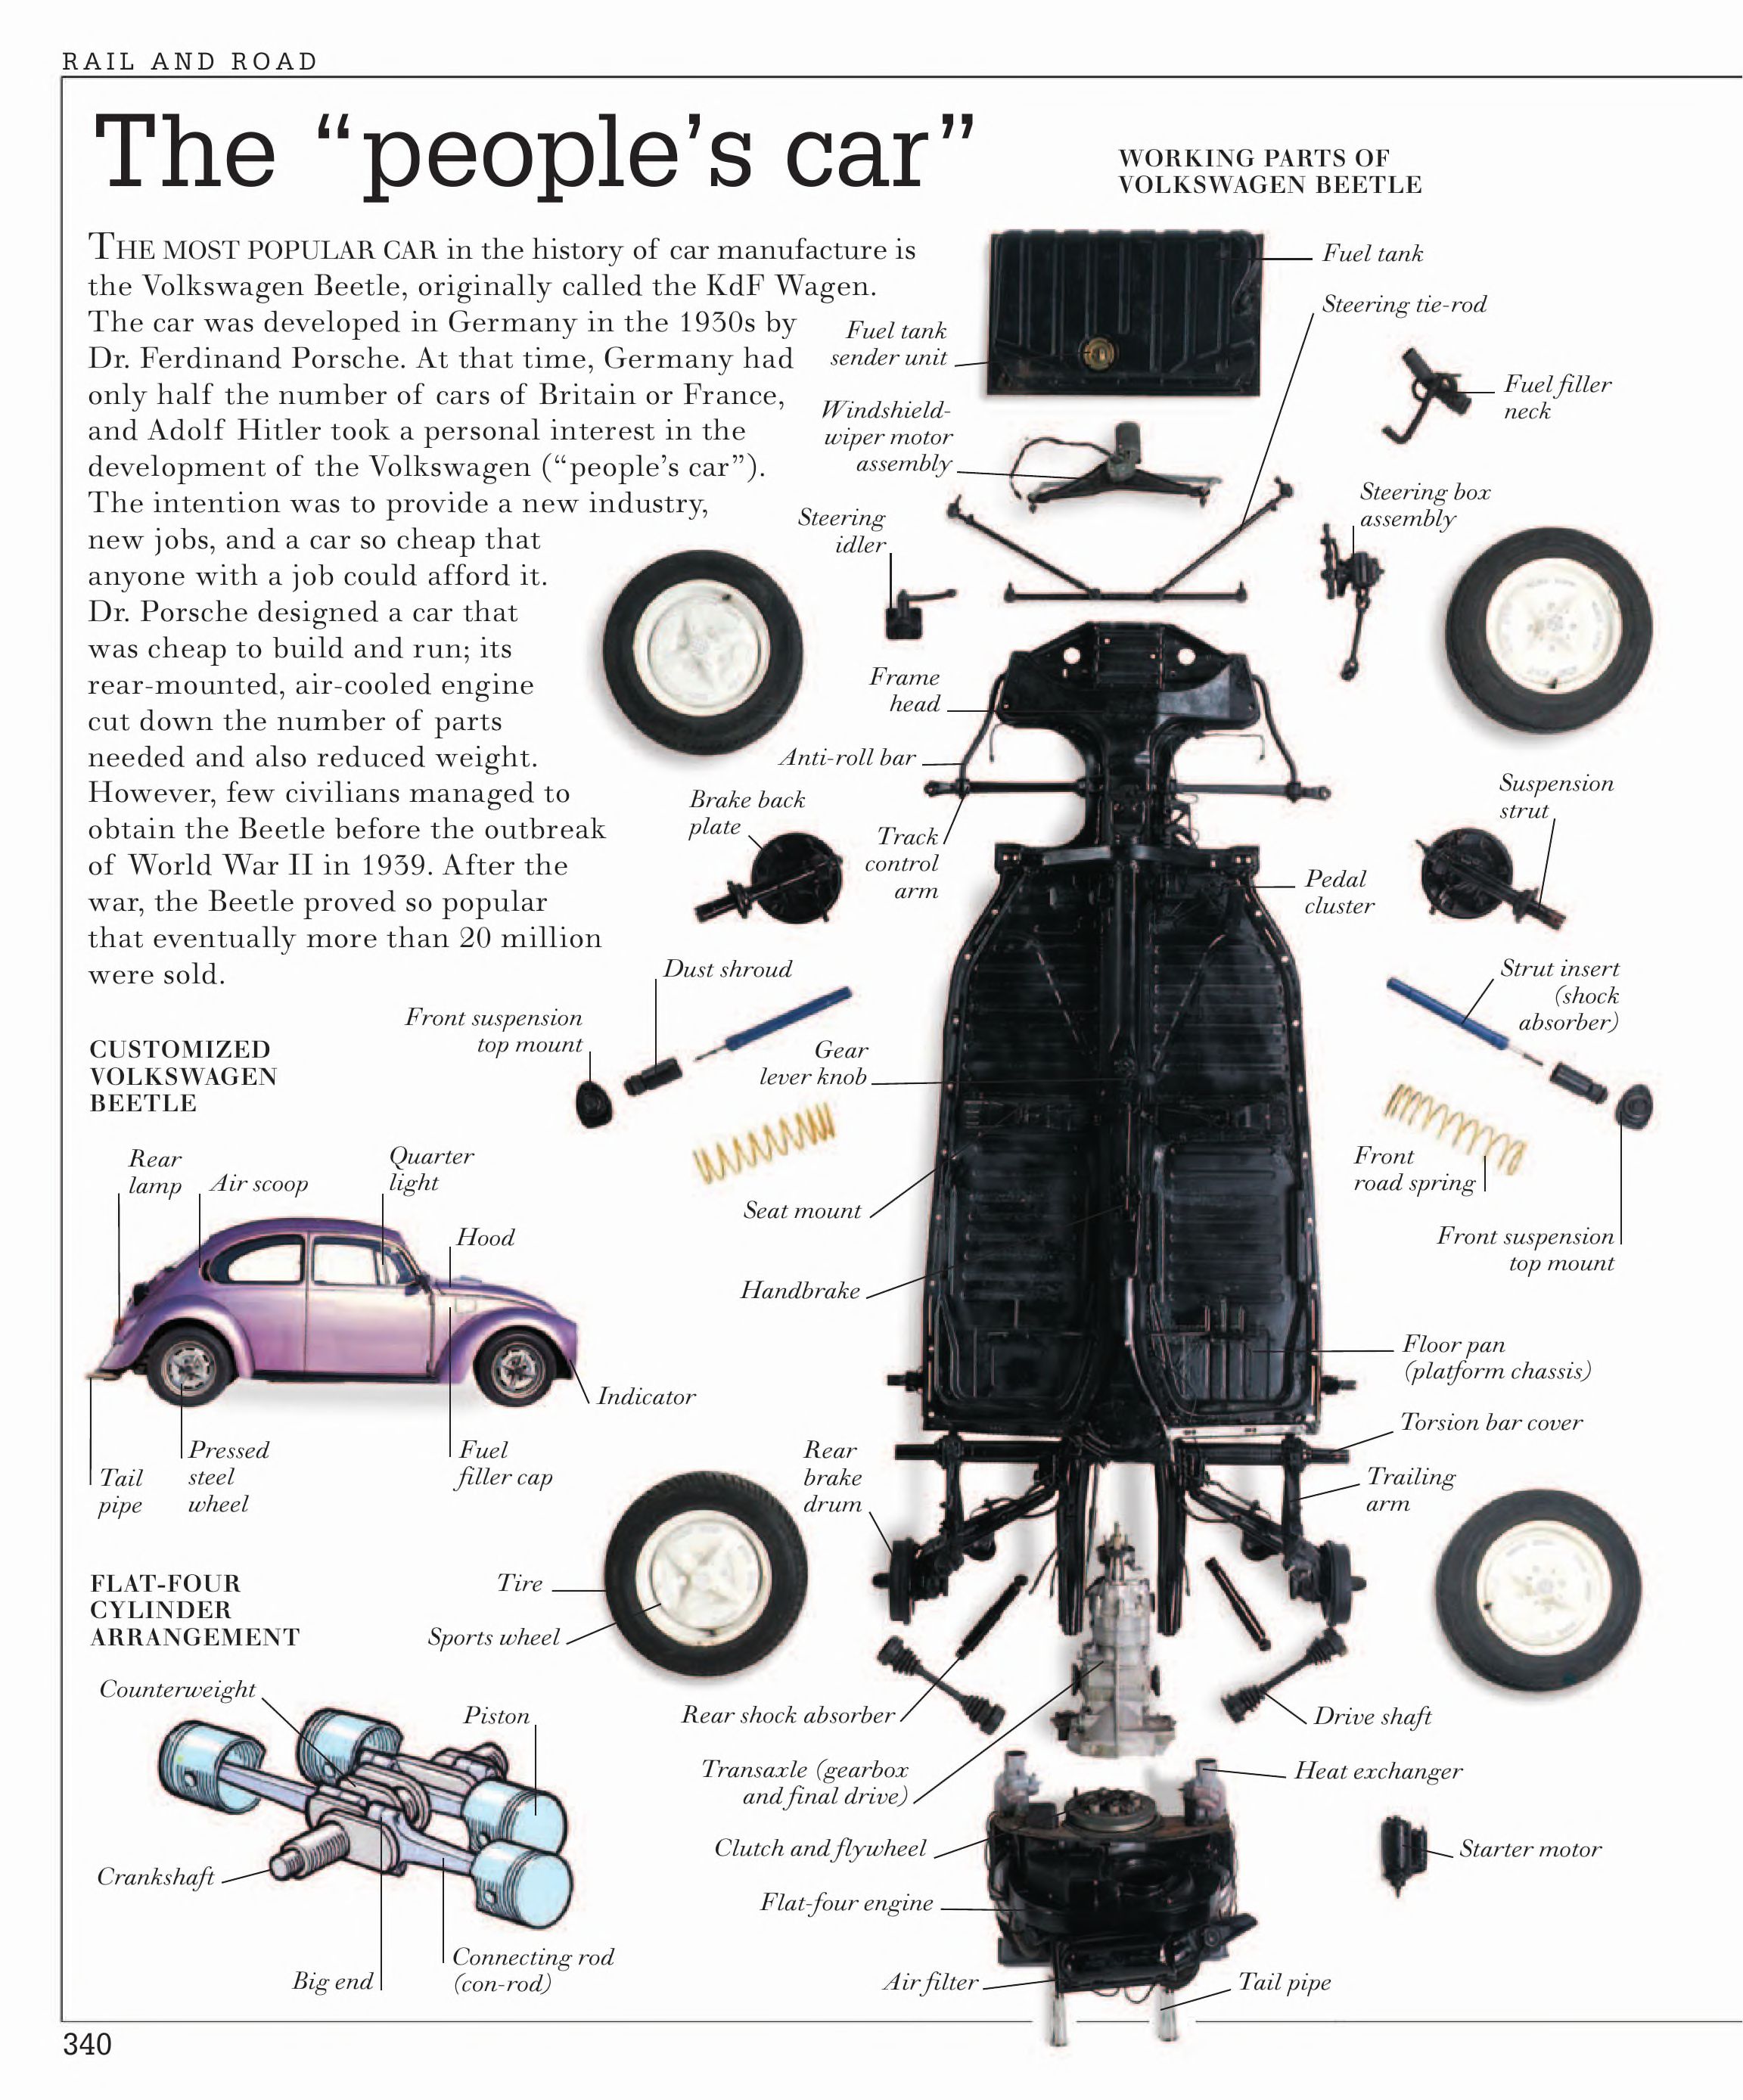 RAIL AND ROAD
The “people’s car”
THE MOST POPULAR CAR in the history of car manufacture is
the Volkswagen Beetle, originally called the KdF Wagen.
The car was developed in Germany in the 1930s by
Dr. Ferdinand Porsche. At that time, Germany had
only half the number of cars of Britain or France,
and Adolf Hitler took a personal interest in the
development of the Volkswagen (“people’s car”).
The intention was to provide a new industry,
new jobs, and a car so cheap that
anyone with a job could afford it.
Dr. Porsche designed a car that
was cheap to build and run; its
rear-mounted, air-cooled engine
cut down the number of parts
needed and also reduced weight.
However, few civilians managed to
obtain the Beetle before the outbreak
of World War II in 1939. After the
war, the Beetle proved so popular
that eventually more than 20 million
were sold.
WORKING PARTS OF
VOLKSWAGEN BEETLE
Fuel tank
Steering tie-rod
Fuel tank
sender unit
Fuel filler
neck
Windshield-
wiper motor
assembly
Steering box
assembly
Steering
idler
Frame
head
Anti-roll bar
Brake back
plate
Track
control
arm
Suspension
strut
Pedal
cluster
Dust shroud
Strut insert
(shock
absorber)
Front suspension
top mount
Gear
lever knob
Front
road spring
Seat mount
Front suspension
top mount
Handbrake
Floor pan
(platform chassis)
Torsion bar cover
Rear
brake
drum
Trailing
arm
Tire
Sports wheel
Rear shock absorber
Drive shaft
Transaxle (gearbox
and final drive)
Heat exchanger
Clutch and flywheel
Starter motor
Flat-four engine
Air filter
Tail pipe
CUSTOMIZED
VOLKSWAGEN
BEETLE
Rear
lamp
Air scoop
Quarter
light
Hood
Indicator
Tail
pipe
Pressed
steel
wheel
Fuel
filler cap
FLAT-FOUR
CYLINDER
ARRANGEMENT
Counterweight
Piston
Crankshaft
Big end
Connecting rod
(con-rod)
340